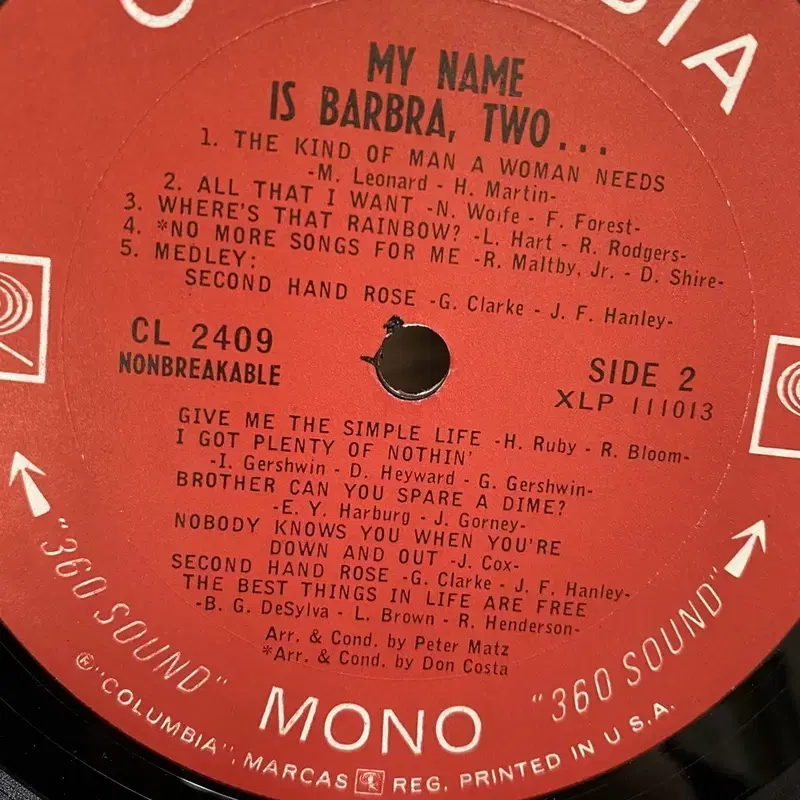 MY NAME
IS BARBRA, TWO...
1. THE KIND OF MAN A WOMAN NEEDS
-M. Leonard - H. Martin-
2. ALL THAT I WANT -N. Wolfe - F. Forest-
3. WHERE'S THAT RAINBOW? -L. Hart - R. Rodgers-
4. *NO MORE SONGS FOR ME -R. Maltby, Jr. - D. Shire-
5. MEDLEY:
SECOND HAND ROSE -G. Clarke - J. F. Hanley-
CL 2409
NONBREAKABLE
SIDE 2
XLP 111013
GIVE ME THE SIMPLE LIFE -H. Ruby - R. Bloom-
I GOT PLENTY OF NOTHIN'
-I. Gershwin - D. Heyward - G. Gershwin-
BROTHER CAN YOU SPARE A DIME?
-E. Y. Harburg - J. Gorney-
NOBODY KNOWS YOU WHEN YOU'RE
DOWN AND OUT -J. Cox-
SECOND HAND ROSE -G. Clarke - J. F. Hanley-
THE BEST THINGS IN LIFE ARE FREE
-B. G. DeSylva - L. Brown - R. Henderson-
Arr. & Cond. by Peter Matz
*Arr. & Cond. by Don Costa
"360 SOUND"
MONO
"360 SOUND"
® "COLUMBIA", MARCAS REG. PRINTED IN U.S.A.